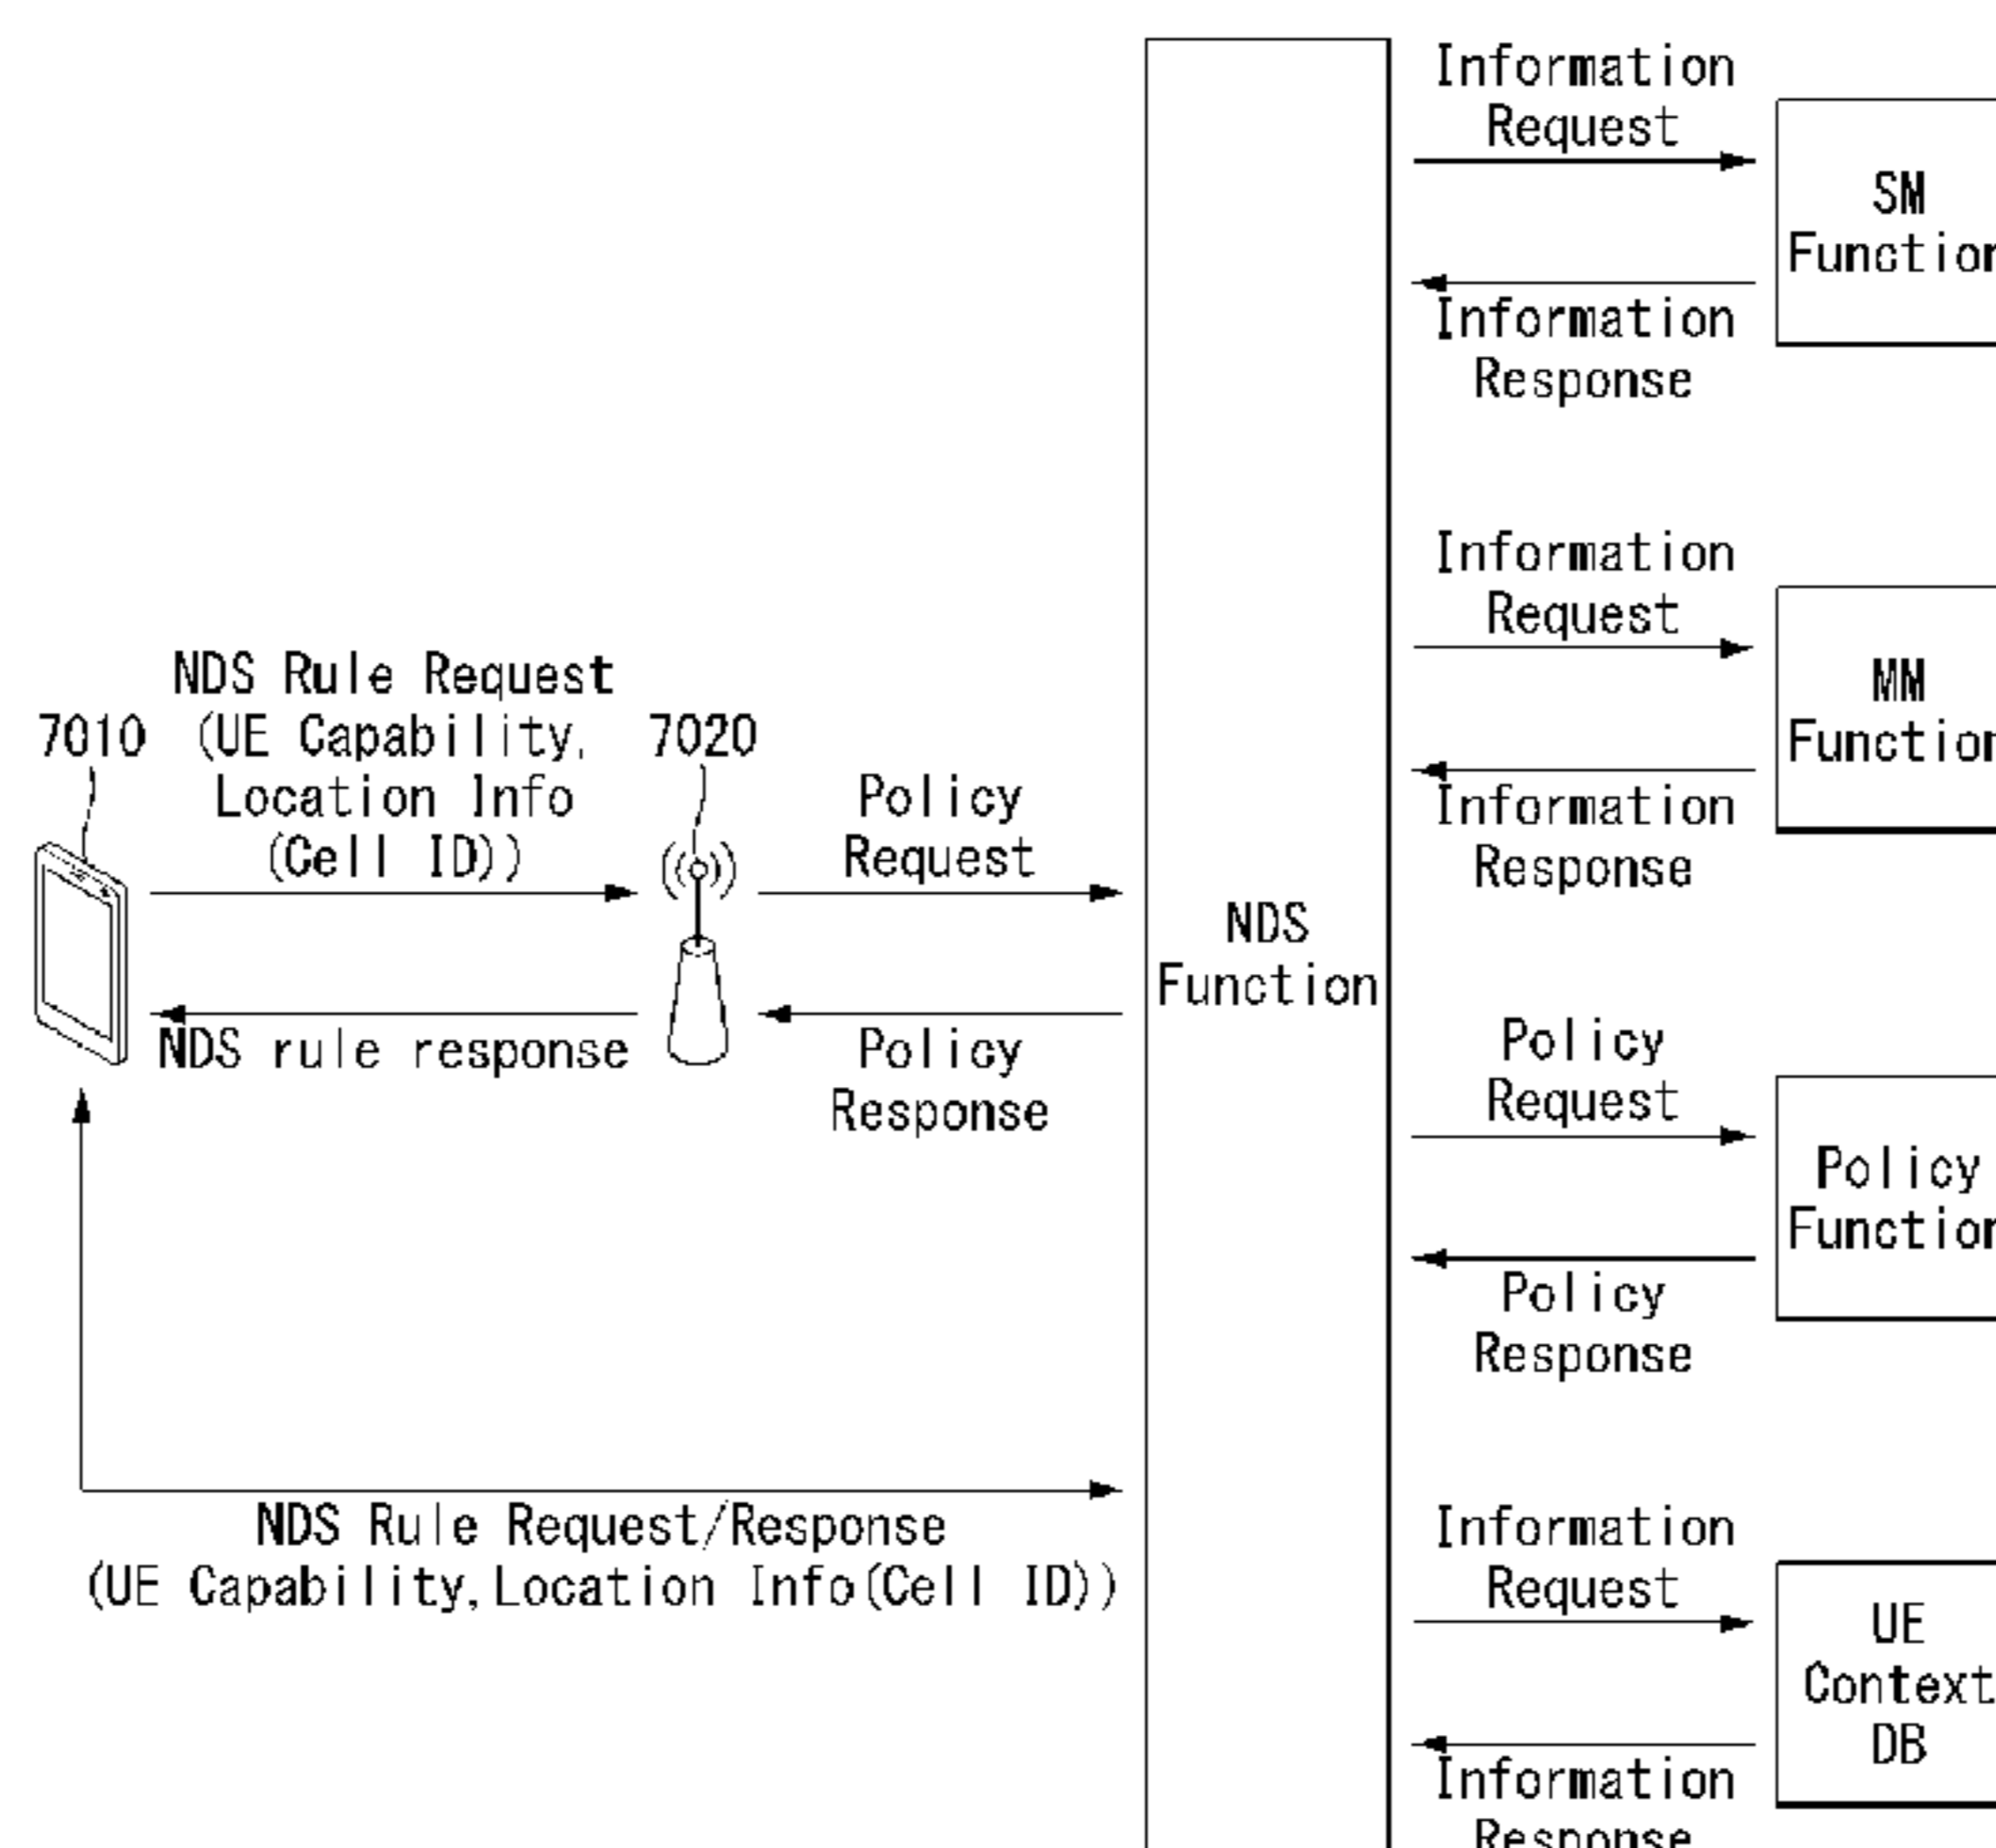 Information
Request
SM
Function
Information
Response
Information
Request
MM
Function
Information
Response
NDS Rule Request
7010
(UE Capability,
Location Info
(Cell ID))
7020
Policy
Request
NDS rule response
Policy
Response
NDS
Function
Policy
Request
Policy
Function
Policy
Response
NDS Rule Request/Response
(UE Capability, Location Info(Cell ID))
Information
Request
UE
Context
DB
Information
Response